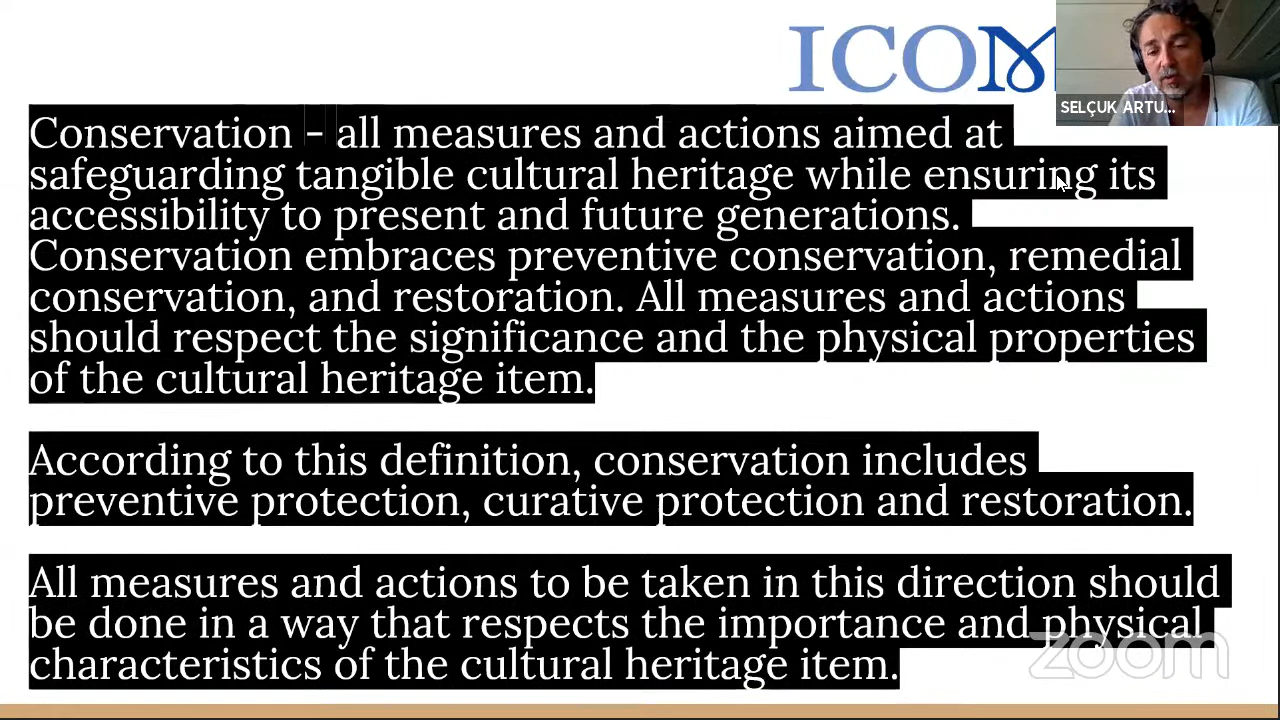 ICOM
SELÇUK ARTU...
Conservation - all measures and actions aimed at
safeguarding tangible cultural heritage while ensuring its
accessibility to present and future generations.
Conservation embraces preventive conservation, remedial
conservation, and restoration. All measures and actions
should respect the significance and the physical properties
of the cultural heritage item.
According to this definition, conservation includes
preventive protection, curative protection and restoration.
All measures and actions to be taken in this direction should
be done in a way that respects the importance and physical
characteristics of the cultural heritage item.
zoom